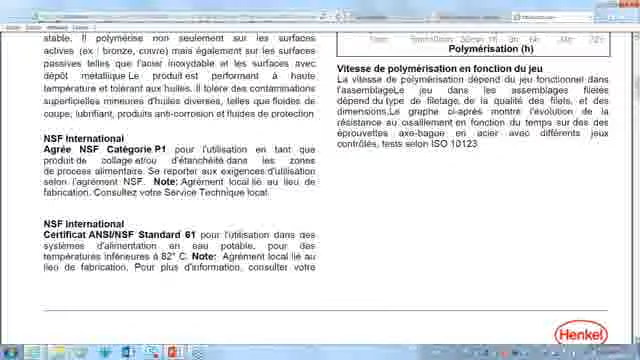 stable. Il polymérise non seulement sur les surfaces
actives (ex : bronze, cuivre) mais également sur les surfaces
passives telles que l'acier inoxydable et les surfaces avec
dépôt métallique Le produit est performant à haute
température et tolérant aux huiles. Il tolère des contaminations
superficielles mineures d'huiles diverses, telles que fluides de
coupe, lubrifiant, produits anti-corrosion et fluides de protection
NSF International
Agréé NSF Catégorie P1 pour l'utilisation en tant que
produit de collage et/ou d'étanchéité dans les zones
de process alimentaire. Se reporter aux exigences d'utilisation
selon l'agrément NSF. Note: Agrément local lié au lieu de
fabrication. Consultez votre Service Technique local.
NSF International
Certificat ANSI/NSF Standard 61 pour l'utilisation dans des
systèmes d'alimentation en eau potable, pour des
températures inférieures à 82° C. Note: Agrément local lié au
lieu de fabrication. Pour plus d'information, consulter votre
Polymérisation (h)
Vitesse de polymérisation en fonction du jeu
La vitesse de polymérisation dépend du jeu fonctionnel dans
l'assemblage,Le jeu dans les assemblages filetés
dépend du type de filetage, de la qualité des filets, et des
dimensions,Le graphe ci-après montre l'évolution de la
résistance au cisaillement en fonction du temps sur des des
éprouvettes axe-bague en acier avec différents jeux
contrôlés, tests selon ISO 10123
Henkel